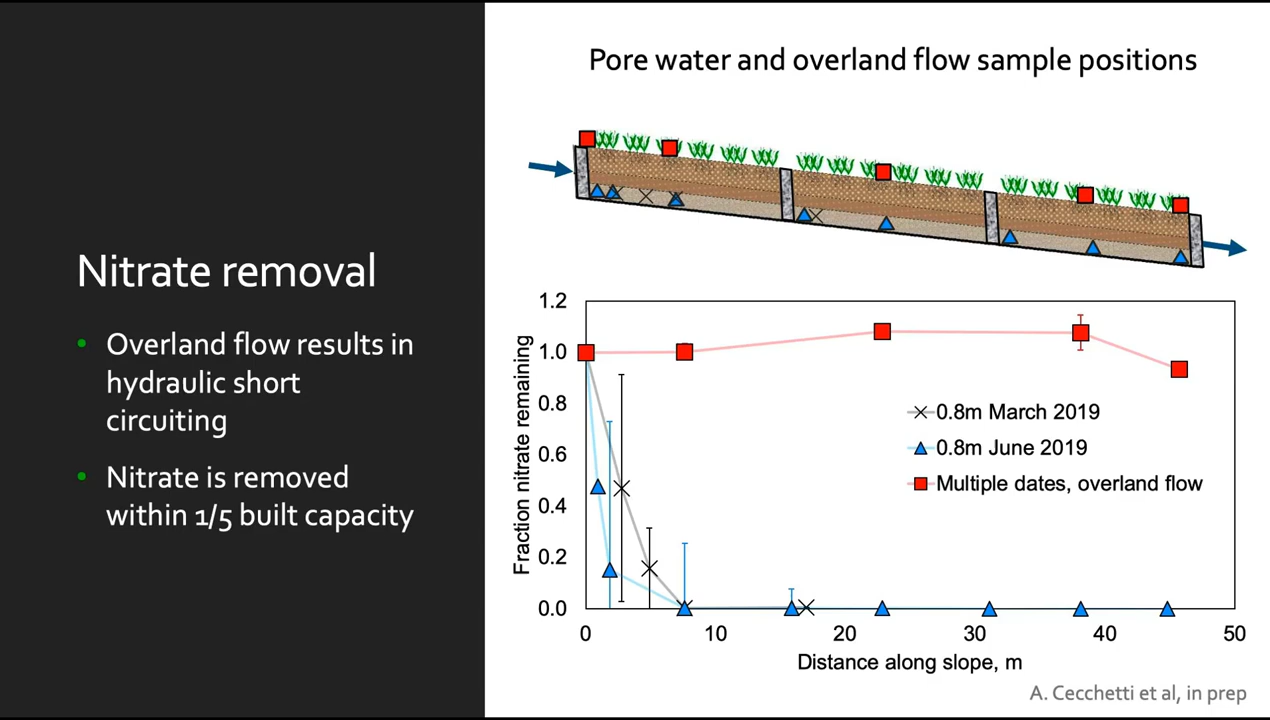 Pore water and overland flow sample positions
Nitrate removal
• Overland flow results in
hydraulic short
circuiting
• Nitrate is removed
within 1/5 built capacity
1.2
1.0
0.8
0.6
0.4
0.2
0.0
Fraction nitrate remaining
0.8m March 2019
0.8m June 2019
Multiple dates, overland flow
0 10 20 30 40 50
Distance along slope, m
A. Cecchetti et al, in prep